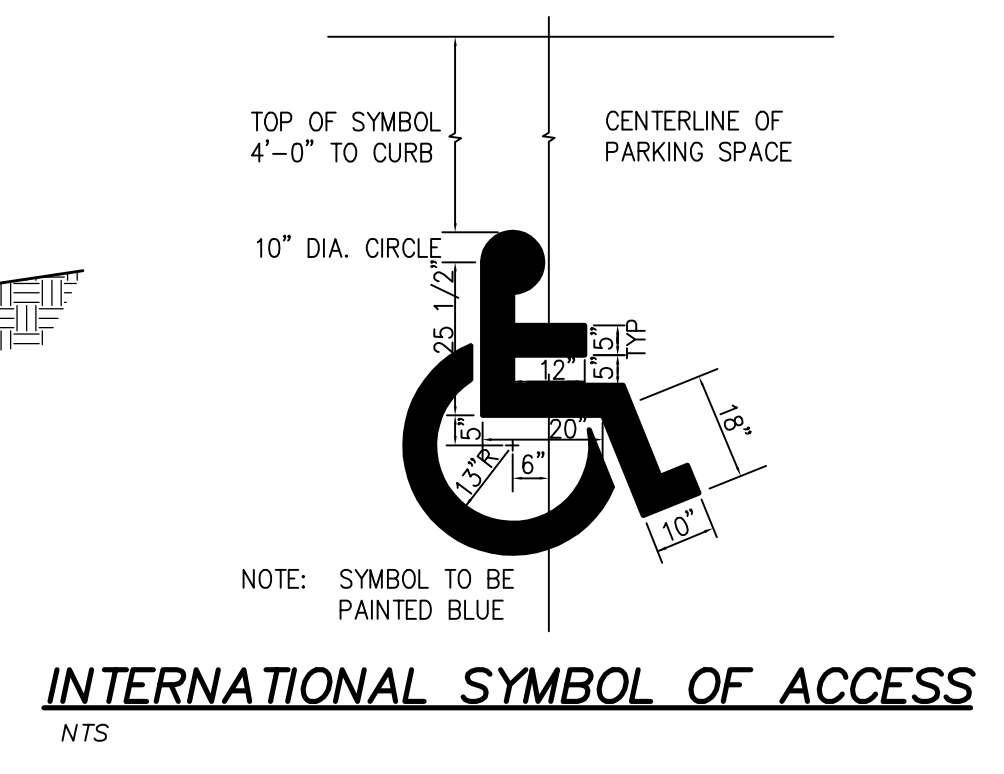 TOP OF SYMBOL
4'-0" TO CURB
CENTERLINE OF
PARKING SPACE
10" DIA. CIRCLE
25 1/2"
5"
TYP
12"
5"
18"
5"
20"
13"R
6"
10"
NOTE: SYMBOL TO BE
PAINTED BLUE
INTERNATIONAL SYMBOL OF ACCESS
NTS